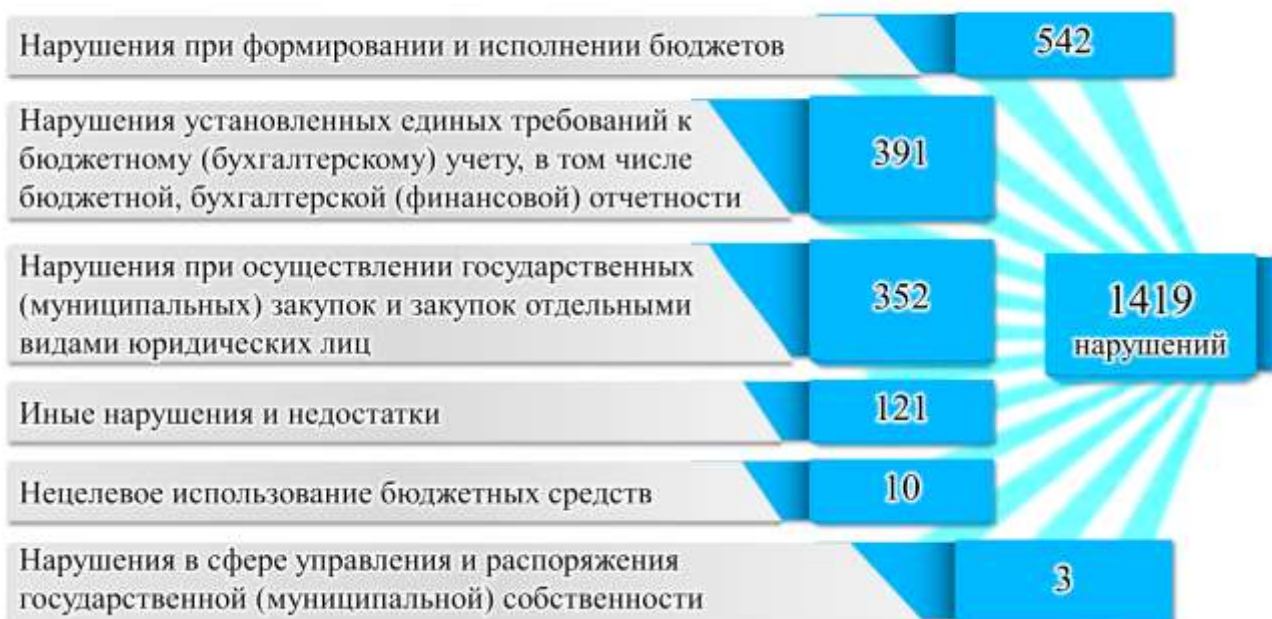 Нарушения при формировании и исполнении бюджетов
542
Нарушения установленных единых требований к
бюджетному (бухгалтерскому) учету, в том числе
бюджетной, бухгалтерской (финансовой) отчетности
391
Нарушения при осуществлении государственных
(муниципальных) закупок и закупок отдельными
видами юридических лиц
352
1419
нарушений
Иные нарушения и недостатки
121
Нецелевое использование бюджетных средств
10
Нарушения в сфере управления и распоряжения
государственной (муниципальной) собственности
3